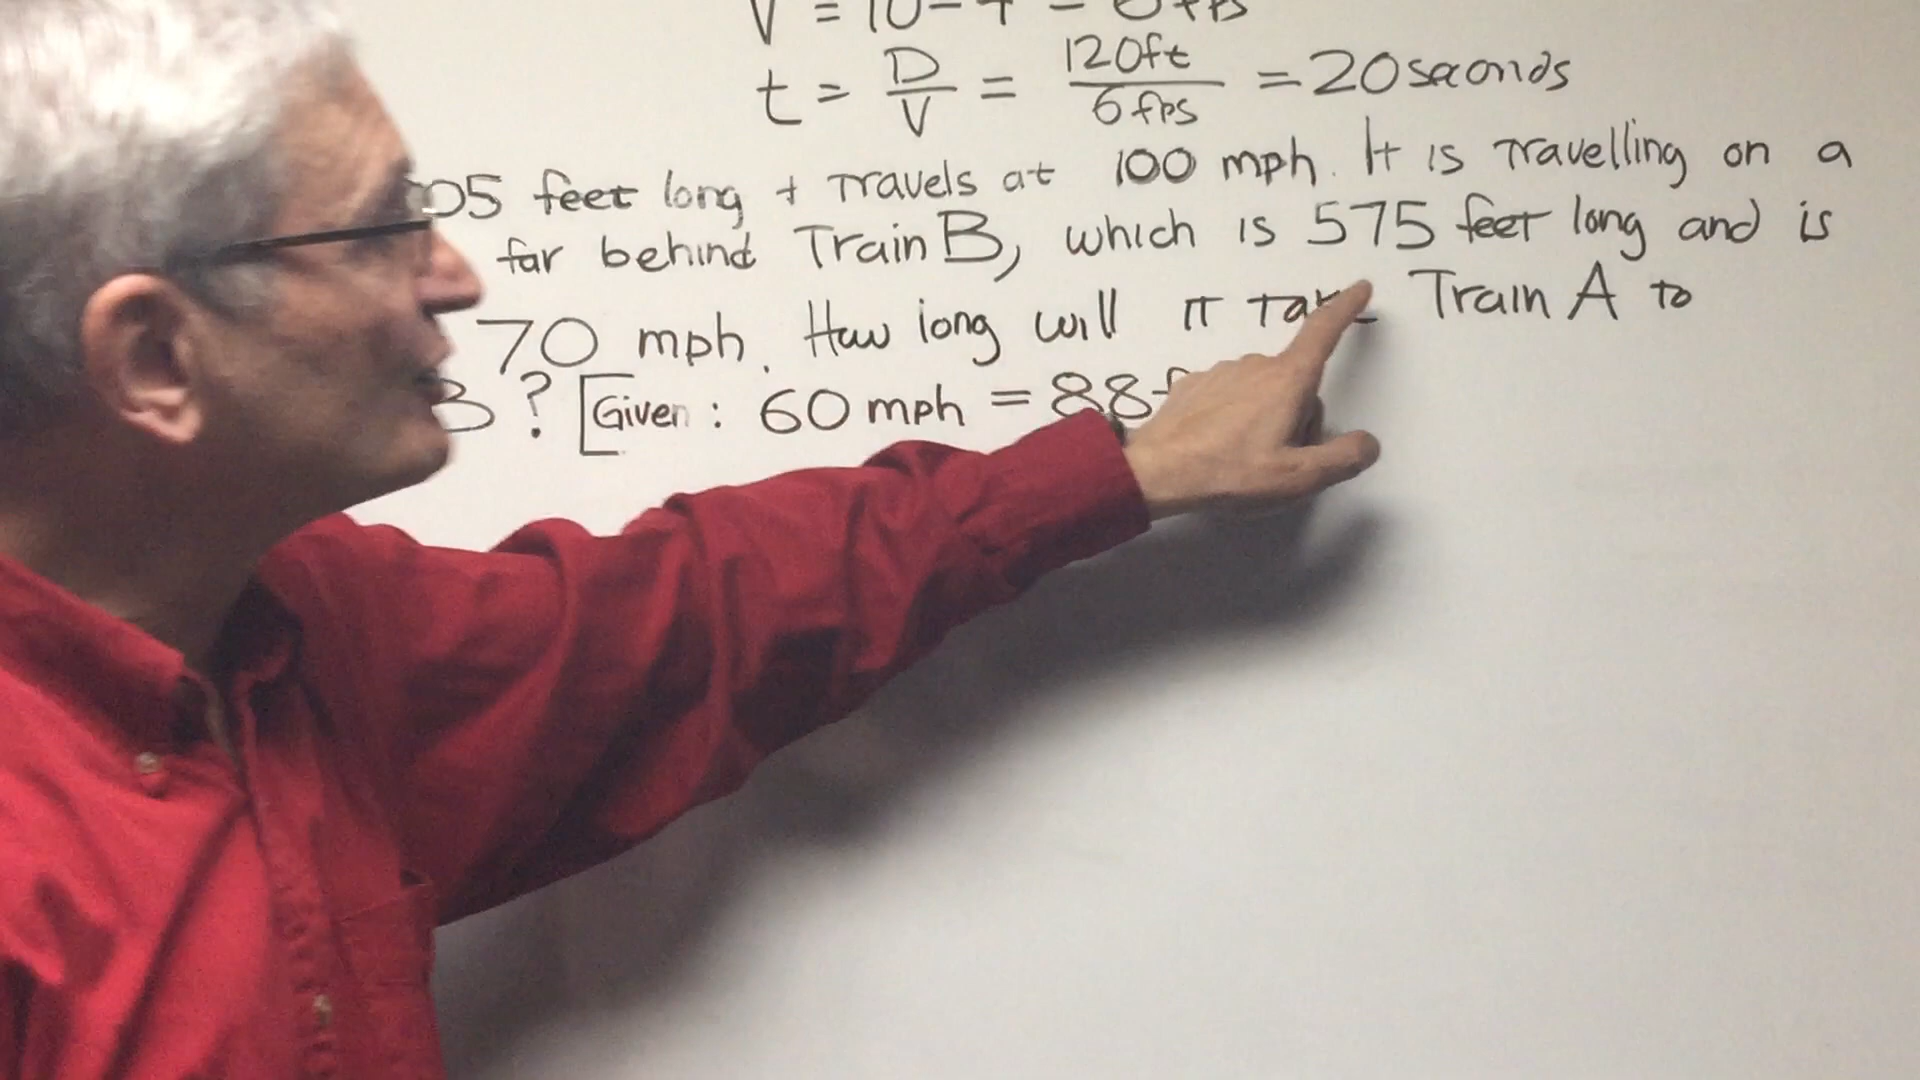 V = 10 - 4 = 6 fps
t = D/V = 120ft/6fps = 20 seconds
05 feet long + travels at 100 mph. It is travelling on a
far behind Train B, which is 575 feet long and is
70 mph. How long will it take Train A to
B? [Given: 60 mph = 88